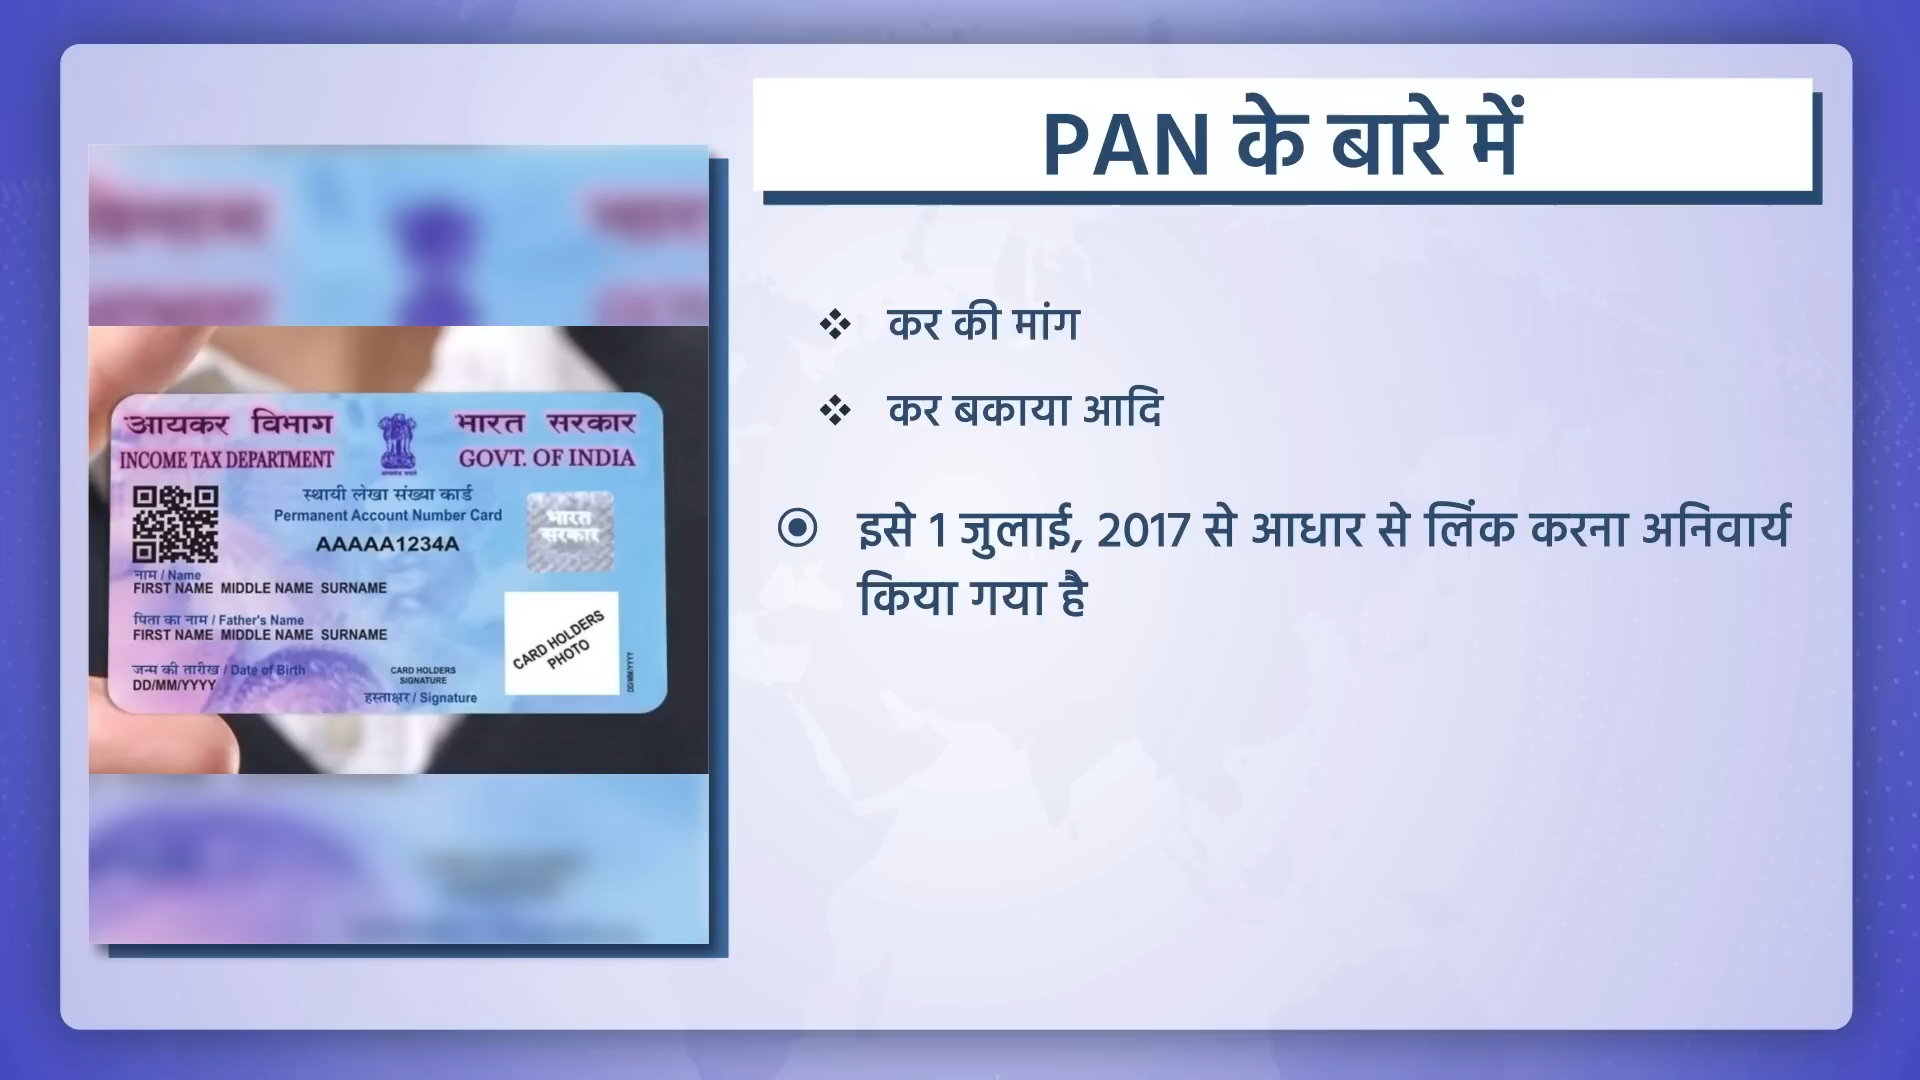 PAN के बारे में
कर की मांग
कर बकाया आदि
इसे 1 जुलाई, 2017 से आधार से लिंक करना अनिवार्य
किया गया है
आयकर विभाग
INCOME TAX DEPARTMENT
भारत सरकार
GOVT. OF INDIA
स्थायी लेखा संख्या कार्ड
Permanent Account Number Card
AAAAA1234A
भारत
सरकार
नाम / Name
FIRST NAME MIDDLE NAME SURNAME
पिता का नाम / Father's Name
FIRST NAME MIDDLE NAME SURNAME
जन्म की तारीख / Date of Birth
DD/MM/YYYY
CARD HOLDERS
SIGNATURE
हस्ताक्षर / Signature
CARD HOLDERS
PHOTO
DD/MM/YYYY